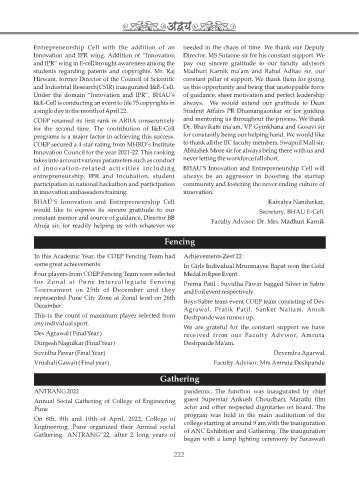 अद्वय
Entrepreneurship Cell with the addition of an
Innovation and IPR wing. Addition of "Innovation
and IPR" wing in E-cell brought awareness among the
students regarding patents and copyrights. Mr. Raj
Hirwani, former Director of the Council of Scientific
and Industrial Research(CSIR) inaugurated I&E-Cell.
Under the domain "Innovation and IPR", BHAU's
I&E-Cell is conducting an event to file 75 copyrights in
a single day in the month of April 22.
COEP retained its first rank in ARIIA consecutively
for the second time. The contribution of I&E-Cell
programs is a major factor in achieving this success.
COEP secured a 4 star rating from MHRD's Institute
Innovation Council for the year 2021-22. This ranking
takes into account various parameters such as conduct
of innovation-related activities including
entrepreneurship, IPR and Incubation, student
participation in national hackathon and participation
in innovation ambassadors training.
BHAU'S Innovation and Entrepreneurship Cell
would like to express its sincere gratitude to our
constant mentor and source of guidance, Director BB
Ahuja sir, for readily helping us with whatever we
needed in the chaos of time. We thank our Deputy
Director, MS Sutaone sir for his constant support. We
pay our sincere gratitude to our faculty advisors
Madhuri Karnik ma'am and Rahul Adhao sir, our
constant pillar of support. We thank them for giving
us this opportunity and being that unstoppable force
of guidance, sheer motivation and perfect leadership
always. We would extend our gratitude to Dean
Student Affairs PR Dhamangaonkar sir for guiding
and mentoring us throughout the process. We thank
Dr. Bhavikatti ma'am, VP Gymkhana and Gosavi sir
for constantly being our helping hand. We would like
to thank all the IIC faculty members, Swapnil Mali sir,
Abhishek More sir for always being there with us and
never letting the workforce fall short.
BHAU'S Innovation and Entrepreneurship Cell will
always be an aggressor in boosting the startup
community and fostering the never ending culture of
innovation.
Kaivalya Nandurkar,
Secretary, BHAU E-Cell.
Faculty Advisor: Dr. Mrs. Madhuri Karnik
Fencing
In this Academic Year, the COEP Fencing Team had
some great achievements.
Four players from COEP Fencing Team were selected
for Zonal at Pune Intercollegiate Fencing
Tournament on 25th of December and they
represented Pune City Zone at Zonal level on 26th
December.
This is the count of maximum player selected from
any individual sport.
Dev Agrawal ( Final Year )
Durgesh Nagulkar (Final Year)
Suvidha Pawar (Final Year)
Vrushali Gawait ( Final year).
Achievements Zest' 22 :
In Girls Individual Mrunmayee Bapat won the Gold
Medal in Epee Event.
Prerna Patil , Suvidha Pawar bagged Silver in Sabre
and Foil event respectively.
Boys Sabre team event COEP team consisting of Dev
Agrawal, Pratik Patil, Sanket Naitam, Anish
Deshpande was runner up.
We are grateful for the constant support we have
received from our Faculty Advisor, Amruta
Deshpande Ma'am.
Devendra Agarwal
Faculty Advisor: Mrs Amruta Deshpande
Gathering
ANTRANG 2022
Annual Social Gathering of College of Engineering
Pune
On 8th, 9th and 10th of April, 2022, College of
Engineering, Pune organized their Annual social
Gathering- ANTRANG"22, after 2 long years of
pandemic. The function was inaugurated by chief
guest Superstar Ankush Choudhari, Marathi film
actor and other respected dignitaries on board. The
program was held in the main auditorium of the
college starting at around 9 am with the inauguration
of ANC Exhibition and Gathering. The inauguration
began with a lamp lighting ceremony by Saraswati
222